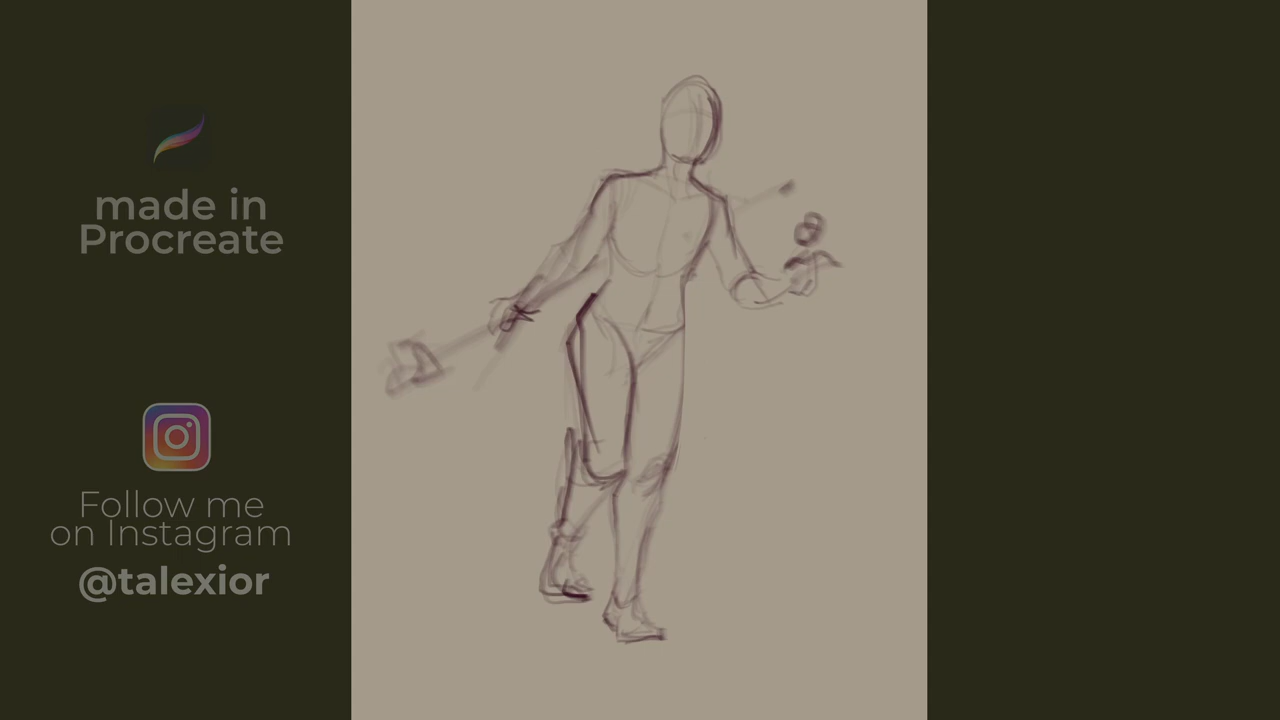 made in
Procreate
Follow me
on Instagram
@talexior